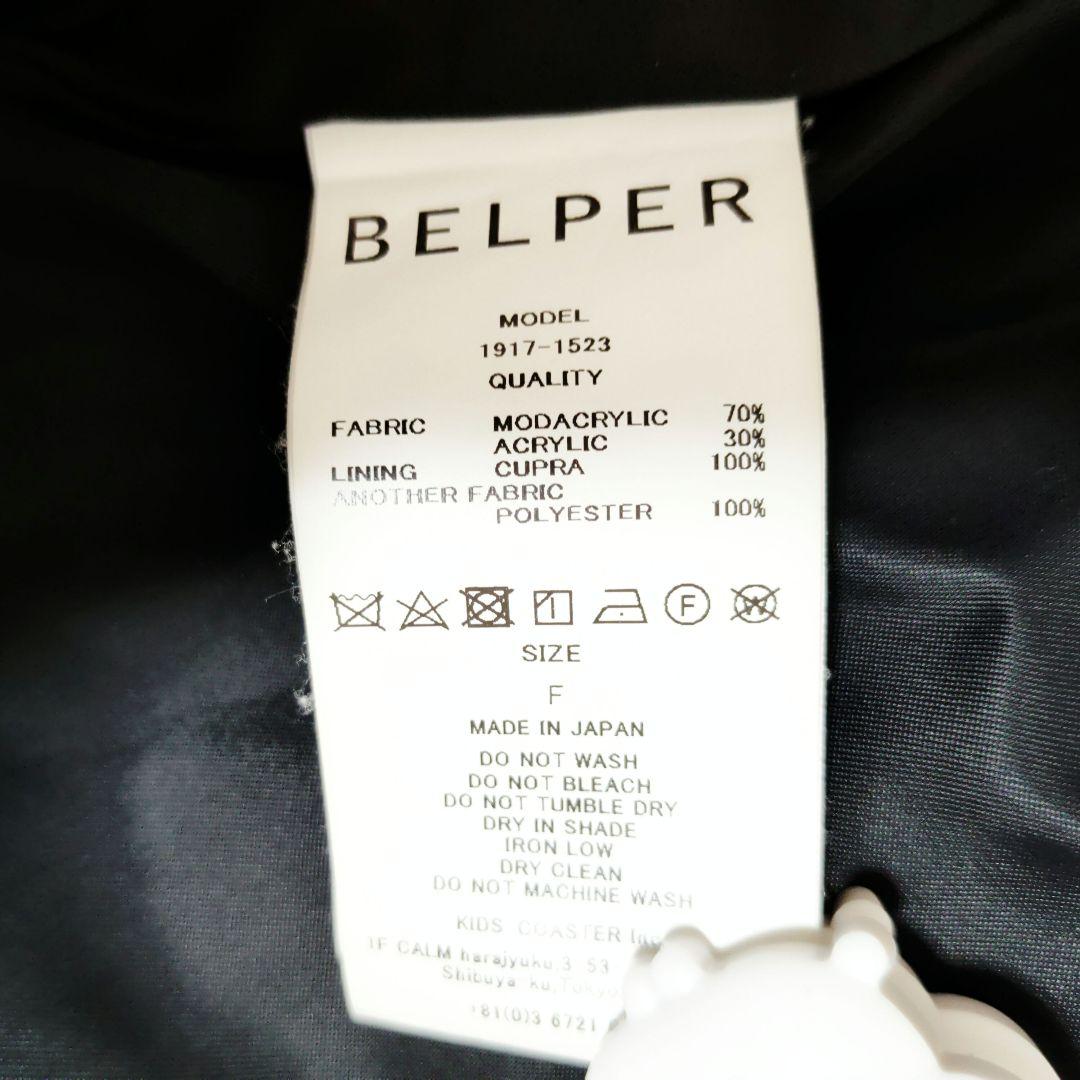 BELPER
MODEL
1917-1523
QUALITY
FABRIC MODACRYLIC 70%
ACRYLIC 30%
LINING CUPRA 100%
ANOTHER FABRIC
POLYESTER 100%
F W
SIZE
F
MADE IN JAPAN
DO NOT WASH
DO NOT BLEACH
DO NOT TUMBLE DRY
DRY IN SHADE
IRON LOW
DRY CLEAN
DO NOT MACHINE WASH
KIDS COASTER Inc
1F CALM harajyuku,3 53
Shibuya ku,Tokyo
+81(0)3 6721